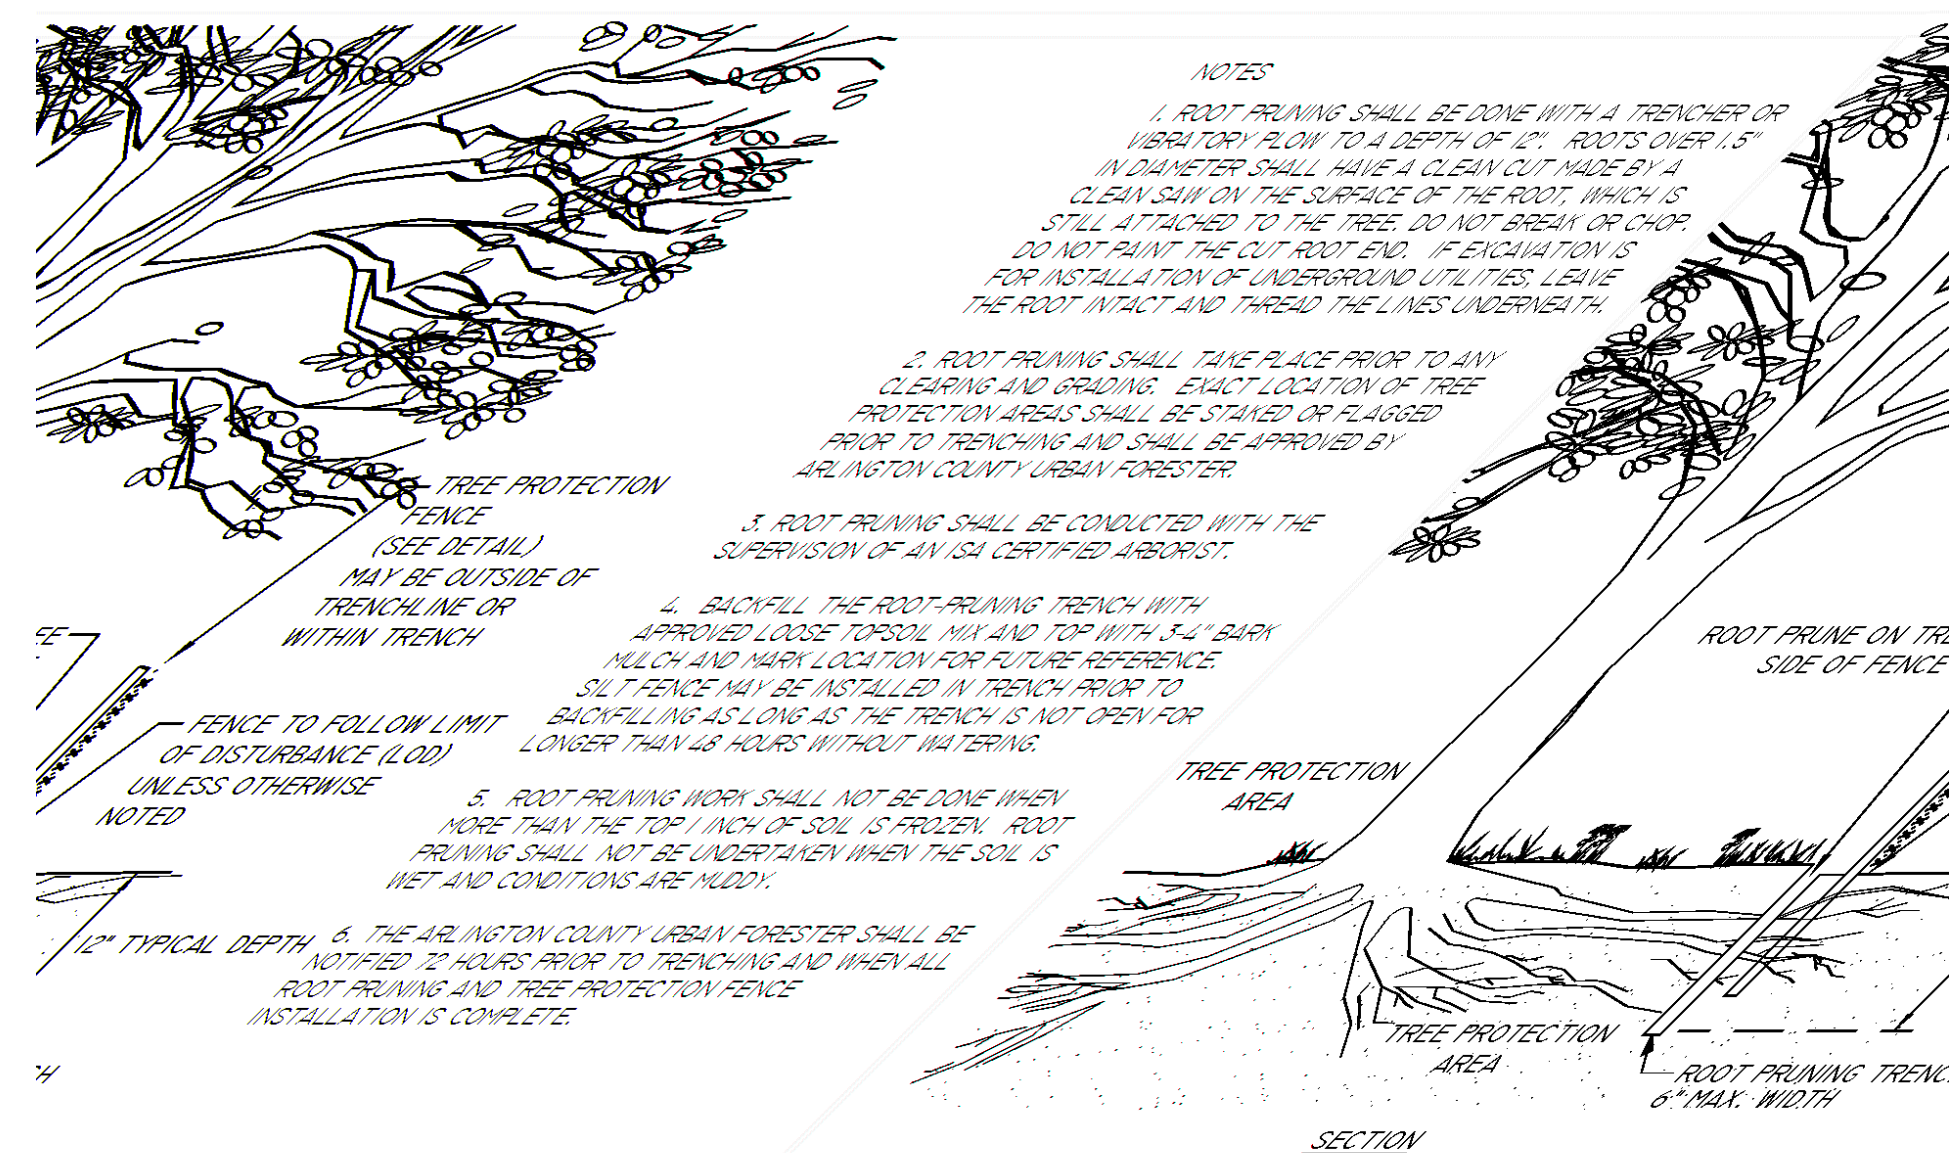 NOTES
1. ROOT PRUNING SHALL BE DONE WITH A TRENCHER OR
VIBRATORY PLOW TO A DEPTH OF 12". ROOTS OVER 1.5"
IN DIAMETER SHALL HAVE A CLEAN CUT MADE BY A
CLEAN SAW ON THE SURFACE OF THE ROOT, WHICH IS
STILL ATTACHED TO THE TREE. DO NOT BREAK OR CHOP.
DO NOT PAINT THE CUT ROOT END. IF EXCAVATION IS
FOR INSTALLATION OF UNDERGROUND UTILITIES, LEAVE
THE ROOT INTACT AND THREAD THE LINES UNDERNEATH.
2. ROOT PRUNING SHALL TAKE PLACE PRIOR TO ANY
CLEARING AND GRADING. EXACT LOCATION OF TREE
PROTECTION AREAS SHALL BE STAKED OR FLAGGED
PRIOR TO TRENCHING AND SHALL BE APPROVED BY
ARLINGTON COUNTY URBAN FORESTER.
3. ROOT PRUNING SHALL BE CONDUCTED WITH THE
SUPERVISION OF AN ISA CERTIFIED ARBORIST.
4. BACKFILL THE ROOT-PRUNING TRENCH WITH
APPROVED LOOSE TOPSOIL MIX AND TOP WITH 3-4" BARK
MULCH AND MARK LOCATION FOR FUTURE REFERENCE.
SILT FENCE MAY BE INSTALLED IN TRENCH PRIOR TO
BACKFILLING AS LONG AS THE TRENCH IS NOT OPEN FOR
LONGER THAN 48 HOURS WITHOUT WATERING.
5. ROOT PRUNING WORK SHALL NOT BE DONE WHEN
MORE THAN THE TOP 1 INCH OF SOIL IS FROZEN. ROOT
PRUNING SHALL NOT BE UNDERTAKEN WHEN THE SOIL IS
WET AND CONDITIONS ARE MUDDY.
6. THE ARLINGTON COUNTY URBAN FORESTER SHALL BE
NOTIFIED 72 HOURS PRIOR TO TRENCHING AND WHEN ALL
ROOT PRUNING AND TREE PROTECTION FENCE
INSTALLATION IS COMPLETE.
TREE PROTECTION
FENCE
(SEE DETAIL)
MAY BE OUTSIDE OF
TRENCHLINE OR
WITHIN TRENCH
FENCE TO FOLLOW LIMIT
OF DISTURBANCE (LOD)
UNLESS OTHERWISE
NOTED
12" TYPICAL DEPTH
ROOT PRUNE ON
SIDE OF FENCE
TREE PROTECTION
AREA
TREE PROTECTION
AREA
ROOT PRUNING
6" MAX. WIDTH
SECTION